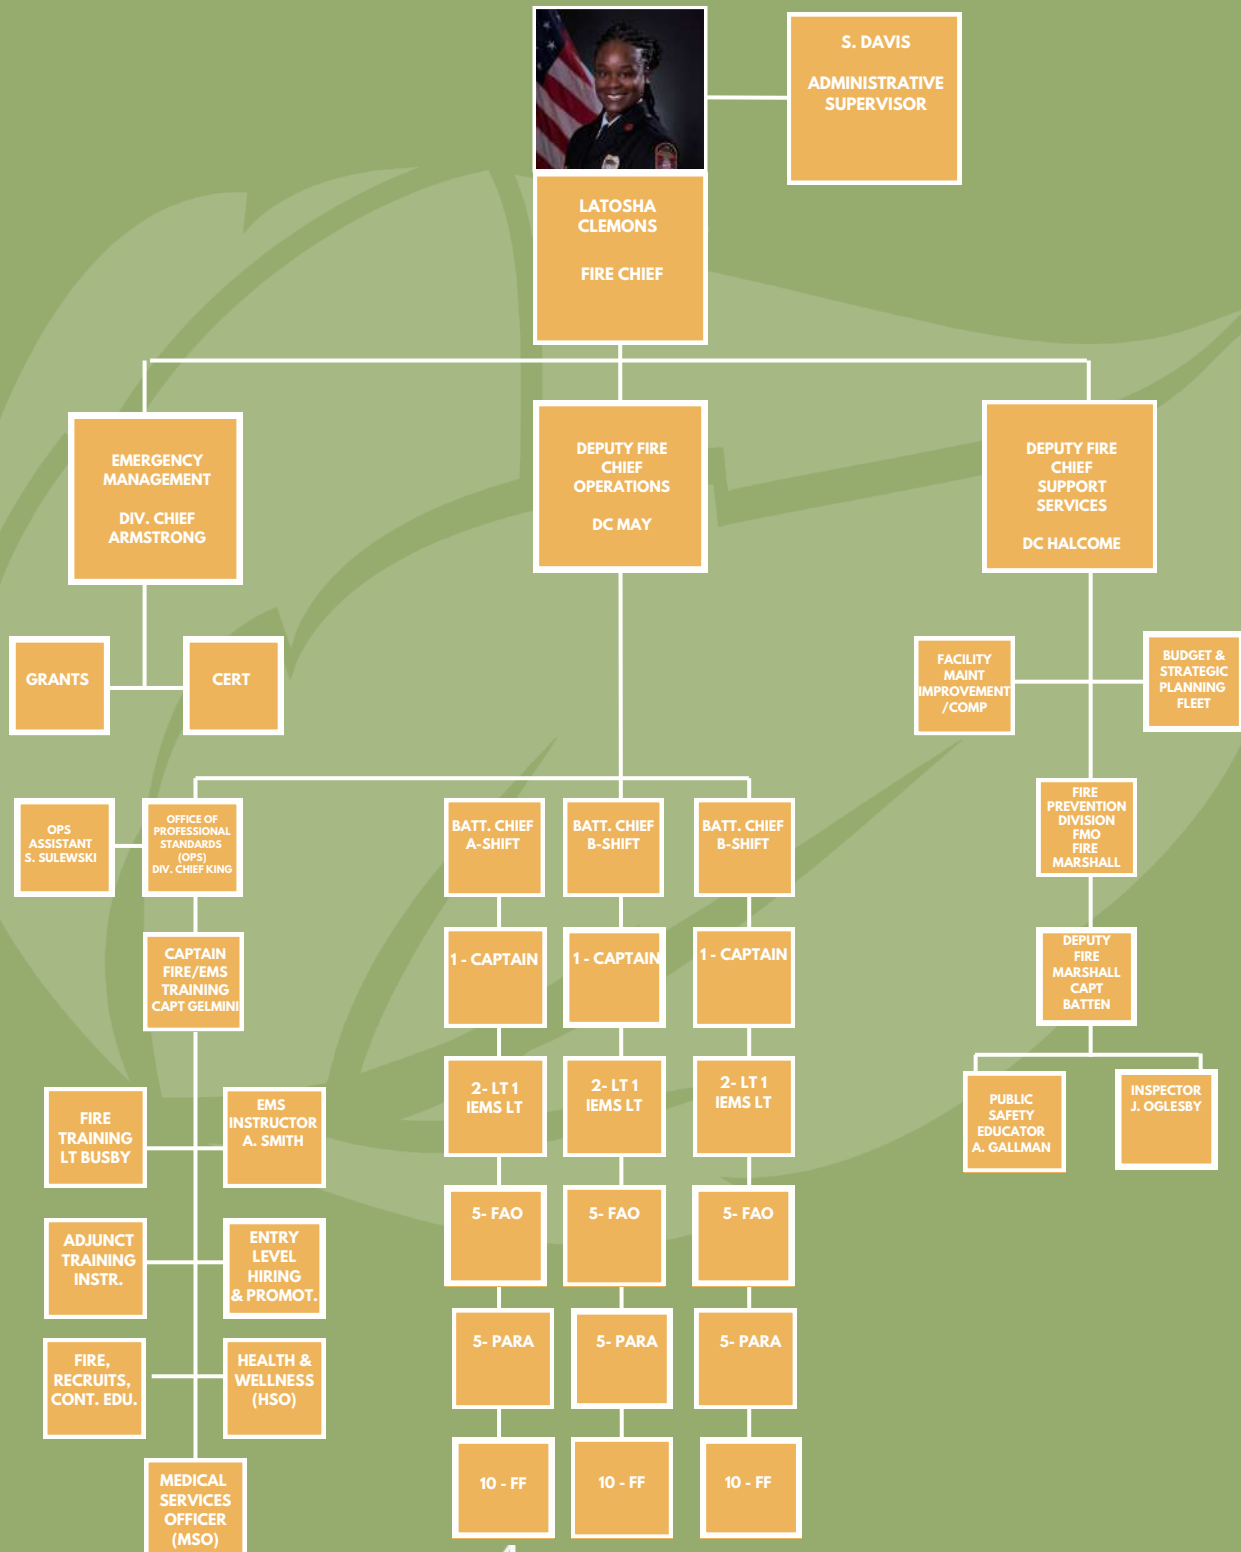 S. DAVIS
ADMINISTRATIVE
SUPERVISOR
LATOSHA
CLEMONS
FIRE CHIEF
EMERGENCY
MANAGEMENT
DIV. CHIEF
ARMSTRONG
DEPUTY FIRE
CHIEF
OPERATIONS
DC MAY
DEPUTY FIRE
CHIEF
SUPPORT
SERVICES
DC HALCOME
GRANTS
CERT
FACILITY
MAINT
IMPROVEMENT
/COMP
BUDGET &
STRATEGIC
PLANNING
FLEET
OPS
ASSISTANT
S. SULEWSKI
OFFICE OF
PROFESSIONAL
STANDARDS
(OPS)
DIV. CHIEF KING
BATT. CHIEF
A-SHIFT
BATT. CHIEF
B-SHIFT
BATT. CHIEF
B-SHIFT
FIRE
PREVENTION
DIVISION
FMO
FIRE
MARSHALL
CAPTAIN
FIRE/EMS
TRAINING
CAPT GELMINI
1 - CAPTAIN
1 - CAPTAIN
1 - CAPTAIN
DEPUTY
FIRE
MARSHALL
CAPT
BATTEN
2- LT 1
IEMS LT
2- LT 1
IEMS LT
2- LT 1
IEMS LT
FIRE
TRAINING
LT BUSBY
EMS
INSTRUCTOR
A. SMITH
PUBLIC
SAFETY
EDUCATOR
A. GALLMAN
INSPECTOR
J. OGLESBY
5- FAO
5- FAO
5- FAO
ADJUNCT
TRAINING
INSTR.
ENTRY
LEVEL
HIRING
& PROMOT.
5- PARA
5- PARA
5- PARA
FIRE,
RECRUITS,
CONT. EDU.
HEALTH &
WELLNESS
(HSO)
10 - FF
10 - FF
10 - FF
MEDICAL
SERVICES
OFFICER
(MSO)